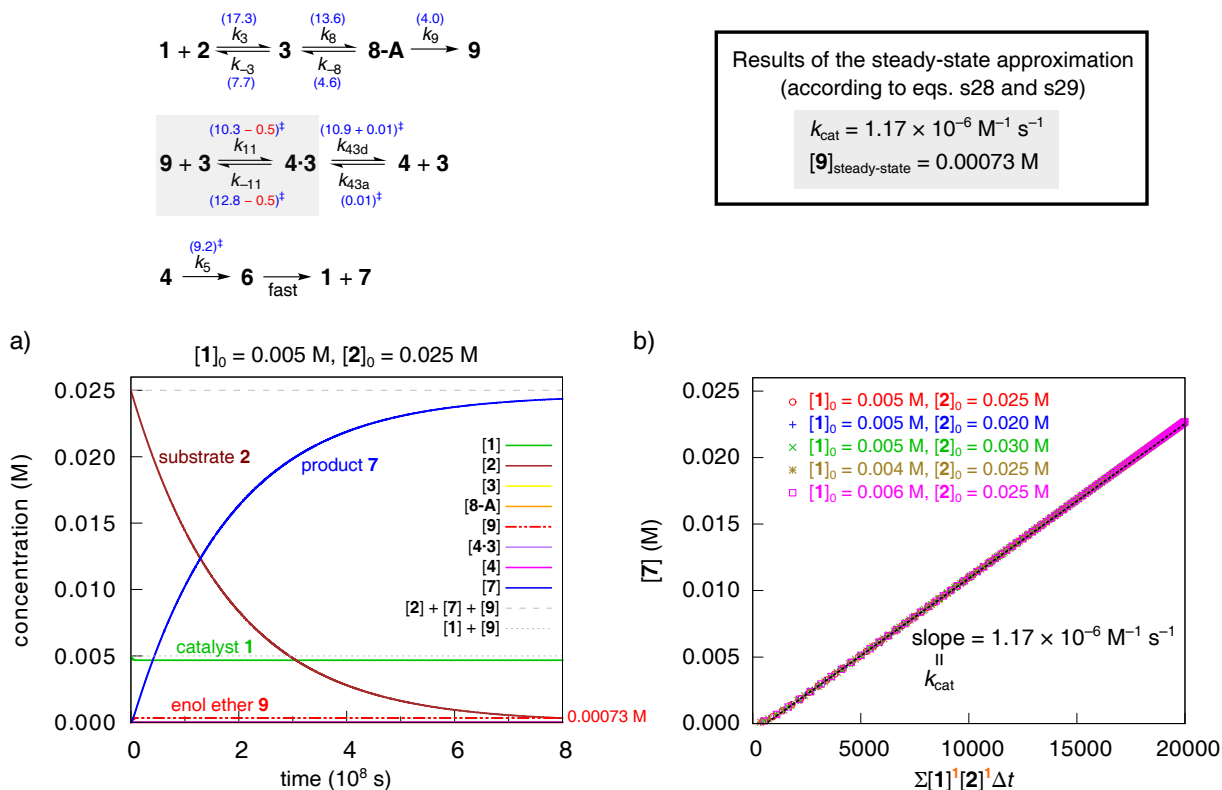 (17.3) (13.6) (4.0)
k₃ k₈ k₉
1 + 2 ⇌ 3 ⇌ 8-A → 9
k₋₃ k₋₈
(7.7) (4.6)
(10.3 − 0.5)‡ (10.9 + 0.01)‡
k₁₁ k₄₃d
9 + 3 ⇌ 4·3 ⇌ 4 + 3
k₋₁₁ k₄₃a
(12.8 − 0.5)‡ (0.01)‡
(9.2)‡
k₅
4 → 6 → 1 + 7
fast
Results of the steady-state approximation
(according to eqs. s28 and s29)
k_cat = 1.17 × 10⁻⁶ M⁻¹ s⁻¹
[9]steady-state = 0.00073 M
a)
[1]₀ = 0.005 M, [2]₀ = 0.025 M
concentration (M)
0.025
0.020
0.015
0.010
0.005
0.000
substrate 2
product 7
catalyst 1
enol ether 9
[1]
[2]
[3]
[8-A]
[9]
[4·3]
[4]
[7]
[2] + [7] + [9]
[1] + [9]
0.00073 M
0 2 4 6 8
time (10⁸ s)
b)
[7] (M)
0.025
0.020
0.015
0.010
0.005
0.000
[1]₀ = 0.005 M, [2]₀ = 0.025 M
[1]₀ = 0.005 M, [2]₀ = 0.020 M
[1]₀ = 0.005 M, [2]₀ = 0.030 M
[1]₀ = 0.004 M, [2]₀ = 0.025 M
[1]₀ = 0.006 M, [2]₀ = 0.025 M
slope = 1.17 × 10⁻⁶ M⁻¹ s⁻¹
=
k_cat
0 5000 10000 15000 20000
Σ[1]¹[2]¹Δt